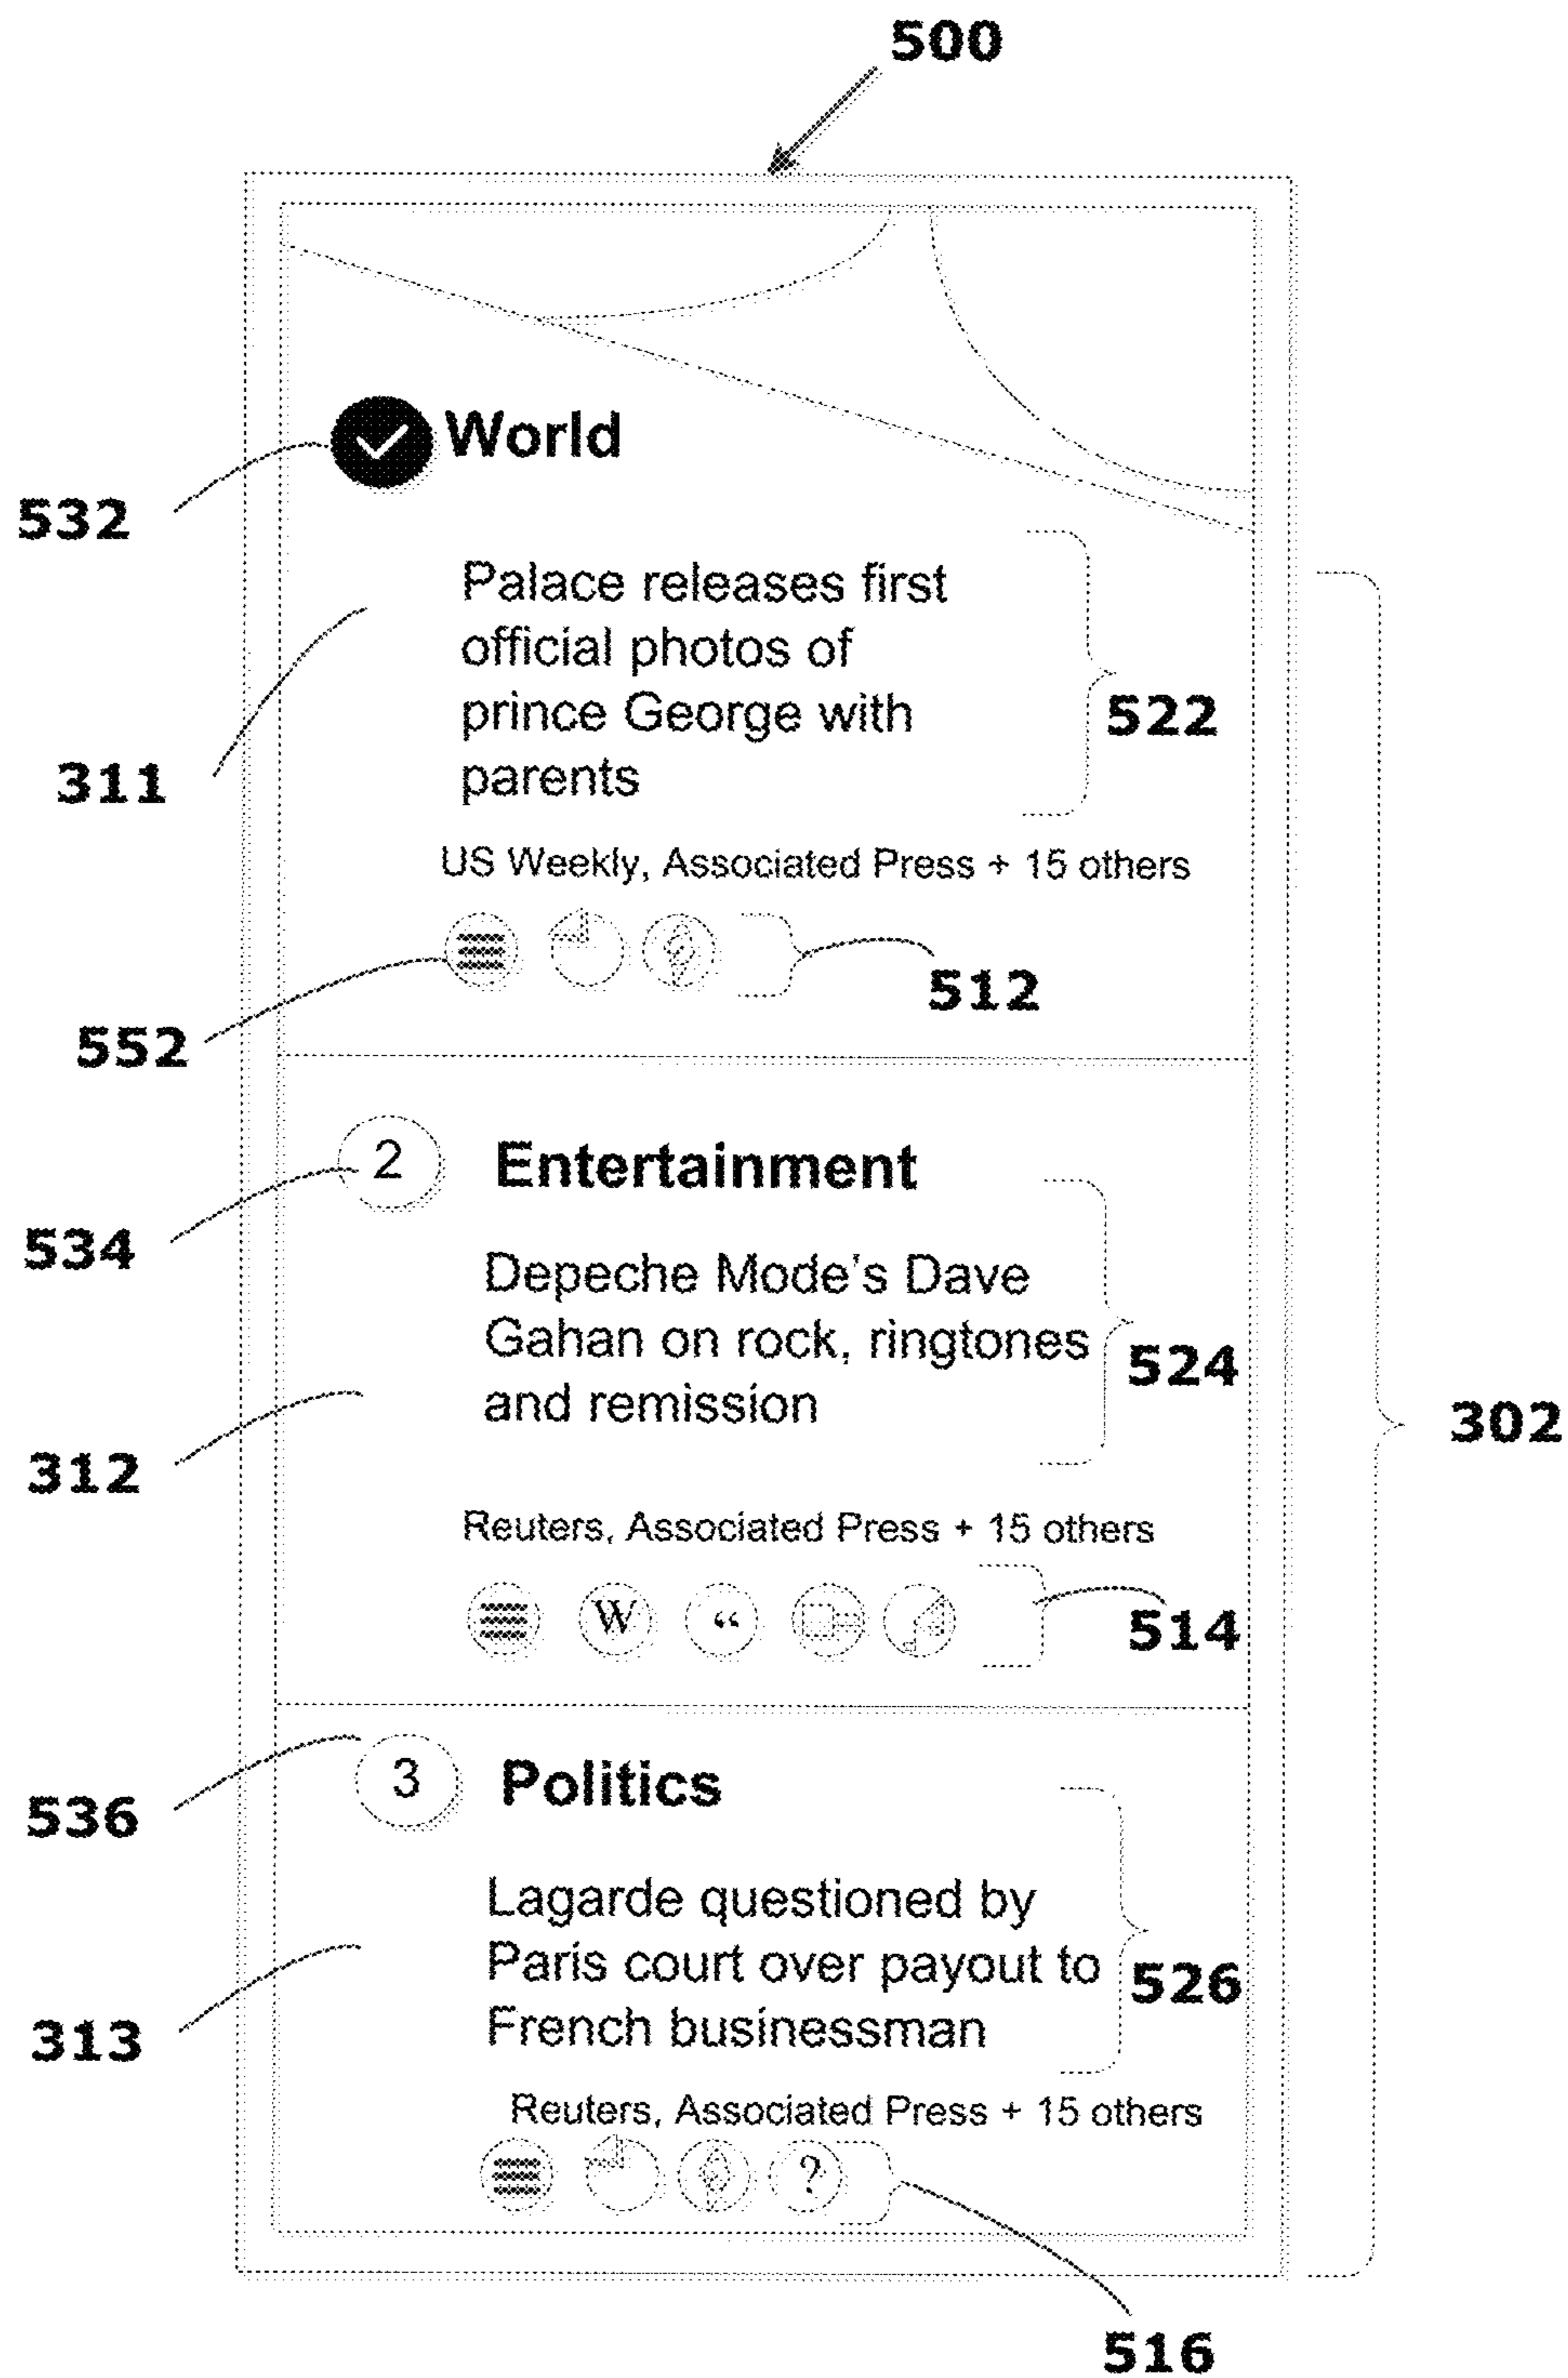 500
World
532
Palace releases first
official photos of
prince George with
parents
522
311
US Weekly, Associated Press + 15 others
512
552
2
Entertainment
534
Depeche Mode's Dave
Gahan on rock, ringtones
and remission
524
302
312
Reuters, Associated Press + 15 others
W
“
514
3
Politics
536
Lagarde questioned by
Paris court over payout to
French businessman
526
313
Reuters, Associated Press + 15 others
?
516